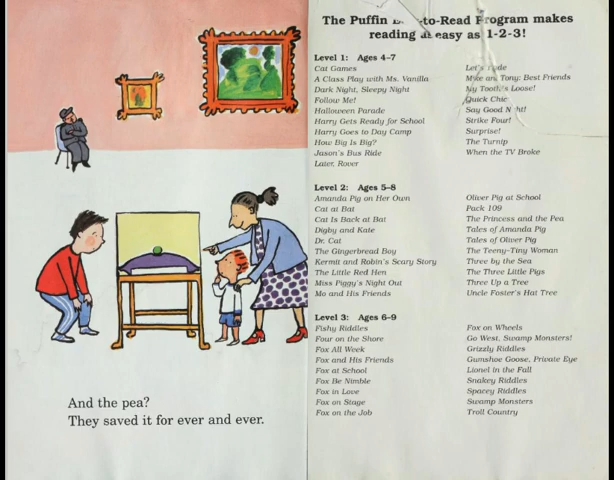 And the pea?
They saved it for ever and ever.
The Puffin -to-Read Program makes
reading as easy as 1-2-3!
Level 1: Ages 4-7
Cat Games
A Class Play with Ms. Vanilla
Dark Night, Sleepy Night
Follow Me!
Halloween Parade
Harry Gets Ready for School
Harry Goes to Day Camp
How Big Is Big?
Jason's Bus Ride
Later, Rover
Let's
Mike and Tony: Best Friends
My Tooth Is Loose!
Quick Chick
Say Good Night!
Strike Four!
Surprise!
The Turnip
When the TV Broke
Level 2: Ages 5-8
Amanda Pig on Her Own
Cat at Bat
Cat Is Back at Bat
Digby and Kate
Dr. Cat
The Gingerbread Boy
Kermit and Robin's Scary Story
The Little Red Hen
Miss Piggy's Night Out
Mo and His Friends
Oliver Pig at School
Pack 109
The Princess and the Pea
Tales of Amanda Pig
Tales of Oliver Pig
The Teeny-Tiny Woman
Three by the Sea
The Three Little Pigs
Three Up a Tree
Uncle Foster's Hat Tree
Level 3: Ages 6-9
Fishy Riddles
Four on the Shore
Fox All Week
Fox and His Friends
Fox at School
Fox Be Nimble
Fox in Love
Fox on Stage
Fox on the Job
Fox on Wheels
Go West, Swamp Monsters!
Grizzly Riddles
Gumshoe Goose, Private Eye
Lionel in the Fall
Snakey Riddles
Spacey Riddles
Swamp Monsters
Troll Country